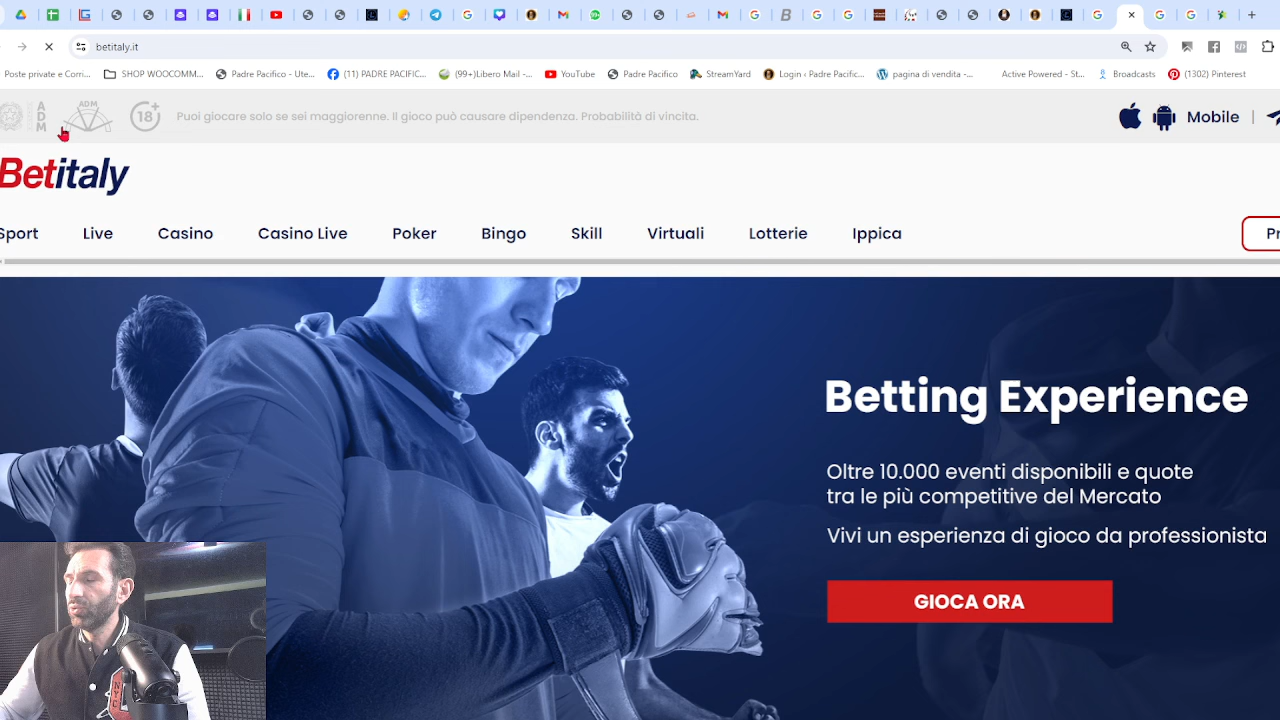 betitaly.it
Poste private e Corri... SHOP WOOCOMM... Padre Pacifico - Ute... (11) PADRE PACIFIC... (99+)Libero Mail -... YouTube Padre Pacifico StreamYard Login ‹ Padre Pacific... pagina di vendita -... Active Powered - St... Broadcasts (1302) Pinterest
ADM ADM 18+ Puoi giocare solo se sei maggiorenne. Il gioco può causare dipendenza. Probabilità di vincita. Mobile |
Betitaly
Sport Live Casino Casino Live Poker Bingo Skill Virtuali Lotterie Ippica Pr
Betting Experience
Oltre 10.000 eventi disponibili e quote
tra le più competitive del Mercato
Vivi un esperienza di gioco da professionista
GIOCA ORA